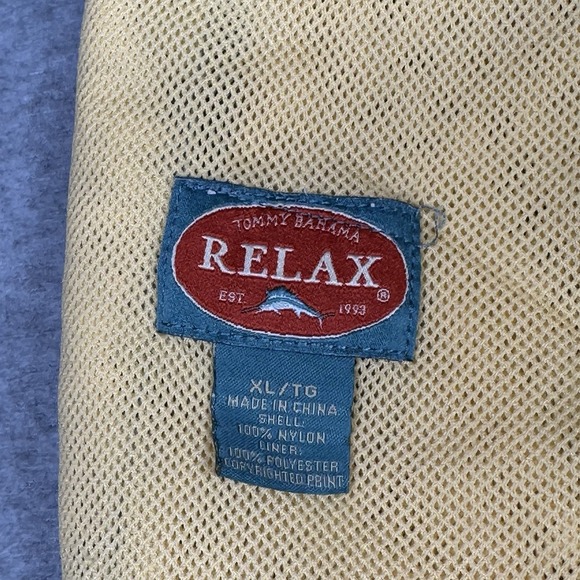 TOMMY BAHAMA
RELAX®
EST. 1993
XL/TG
MADE IN CHINA
SHELL:
100% NYLON
LINER:
100% POLYESTER
COPYRIGHTED PRINT